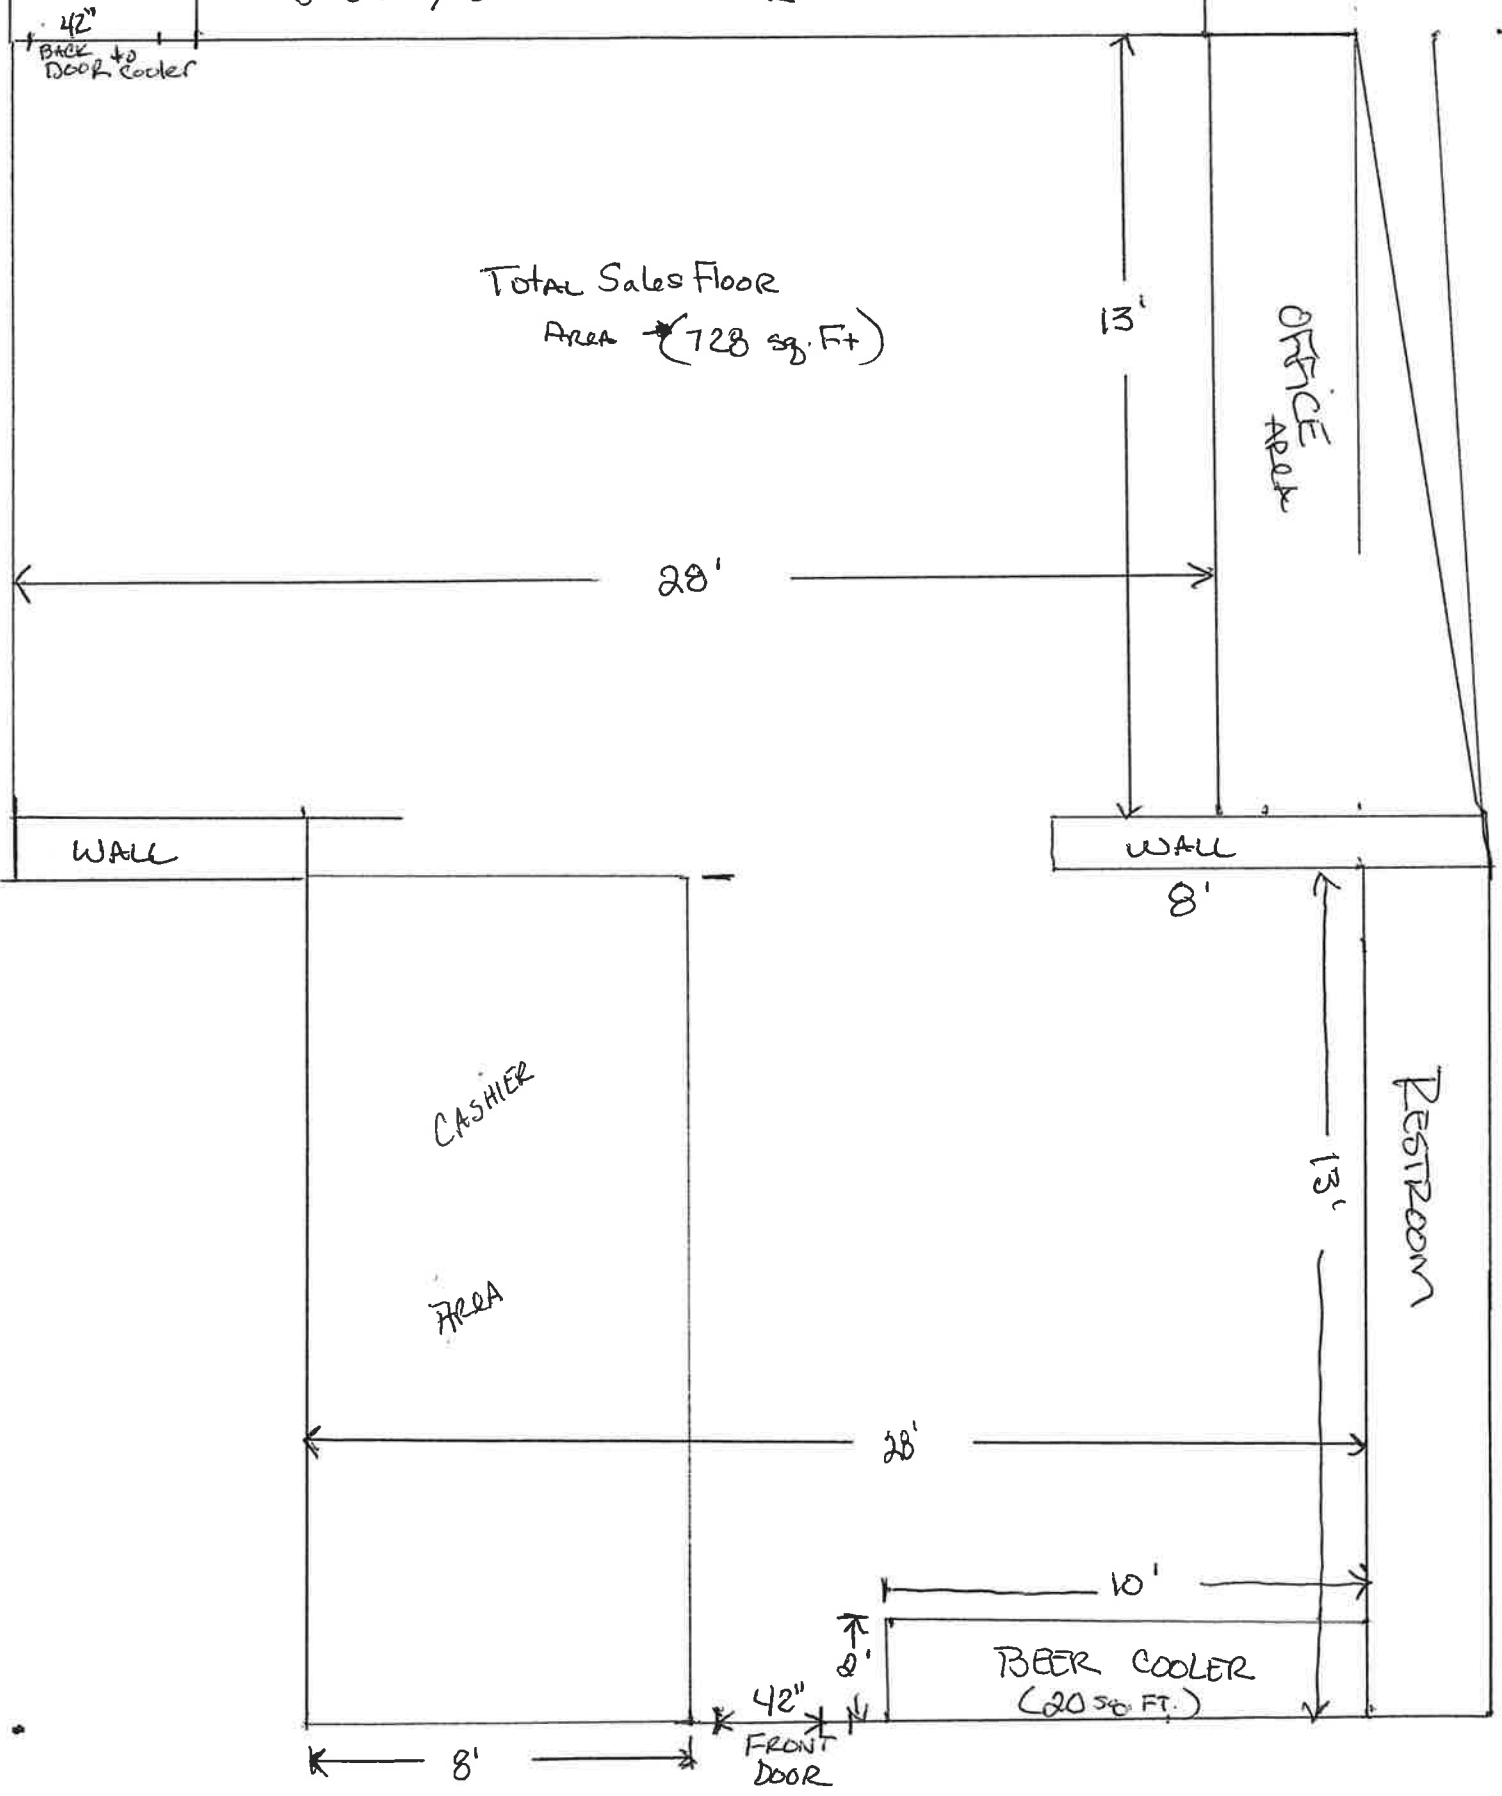 42"
BACK to
DOOR Cooler
Total Sales Floor
Area (728 sq. Ft)
13'
OFFICE
Area
28'
WALL
WALL
8'
CASHIER
AREA
13'
RESTROOM
28'
10'
2'
BEER COOLER
(20 SQ. FT.)
42"
FRONT
DOOR
8'